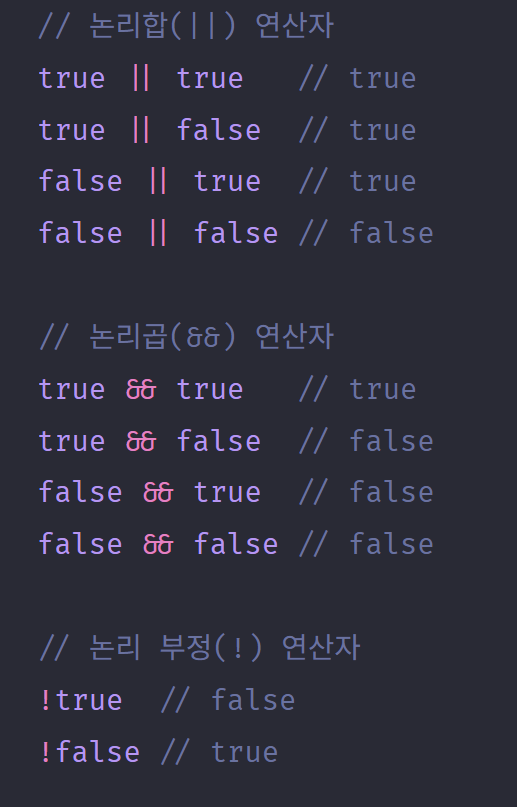 // 논리합(||) 연산자
true || true   // true
true || false  // true
false || true  // true
false || false // false

// 논리곱(&&) 연산자
true && true   // true
true && false  // false
false && true  // false
false && false // false

// 논리 부정(!) 연산자
!true  // false
!false // true